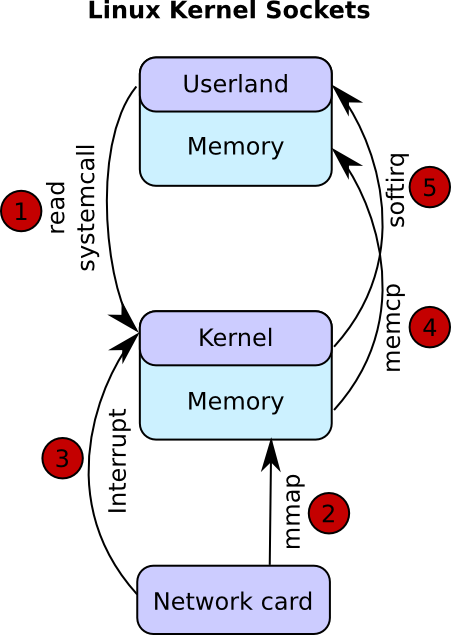 Linux Kernel Sockets
Userland
Memory
1
read
systemcall
softirq
5
Kernel
Memory
memcp
4
3
Interrupt
mmap
2
Network card